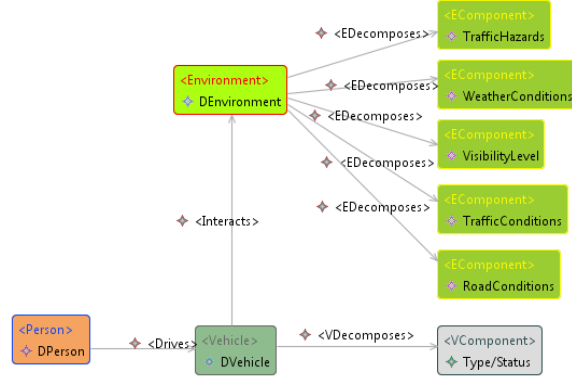 <EComponent>
TrafficHazards
<EDecomposes>
<Environment>
DEnvironment
<EDecomposes>
<EComponent>
WeatherConditions
<EDecomposes>
<EComponent>
VisibilityLevel
<EDecomposes>
<EComponent>
TrafficConditions
<EDecomposes>
<Interacts>
<EComponent>
RoadConditions
<Person>
DPerson
<Drives>
<Vehicle>
DVehicle
<VDecomposes>
<VComponent>
Type/Status